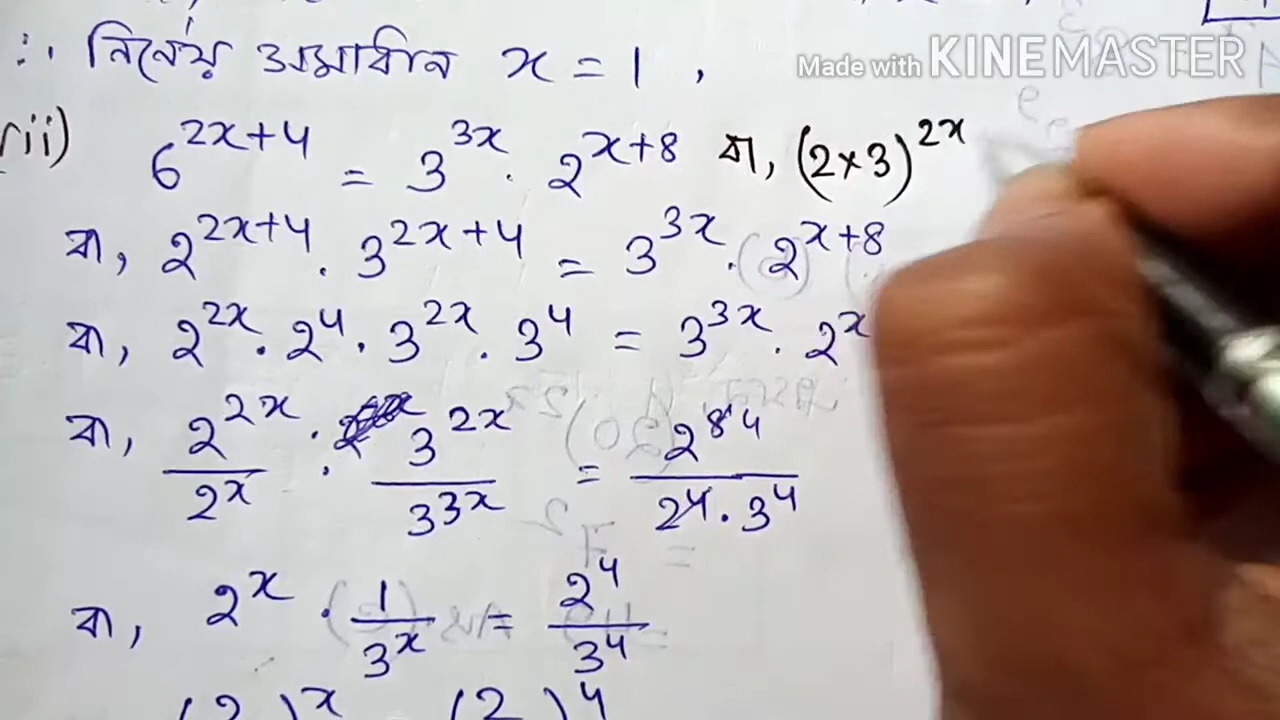 ∴ নির্ণেয় সমাধান x = 1 ,
Made with KINEMASTER
rii) 6^{2x+4} = 3^{3x} . 2^{x+8} বা, (2×3)^{2x}
বা, 2^{2x+4} . 3^{2x+4} = 3^{3x} . 2^{x+8}
বা, 2^{2x} . 2^4 . 3^{2x} . 3^4 = 3^{3x} . 2^x
বা, 2^{2x}/2^x . 3^{2x}/3^{3x} = 2^{8 4}/2^4 . 3^4
বা, 2^x . 1/3^x = 2^4/3^4